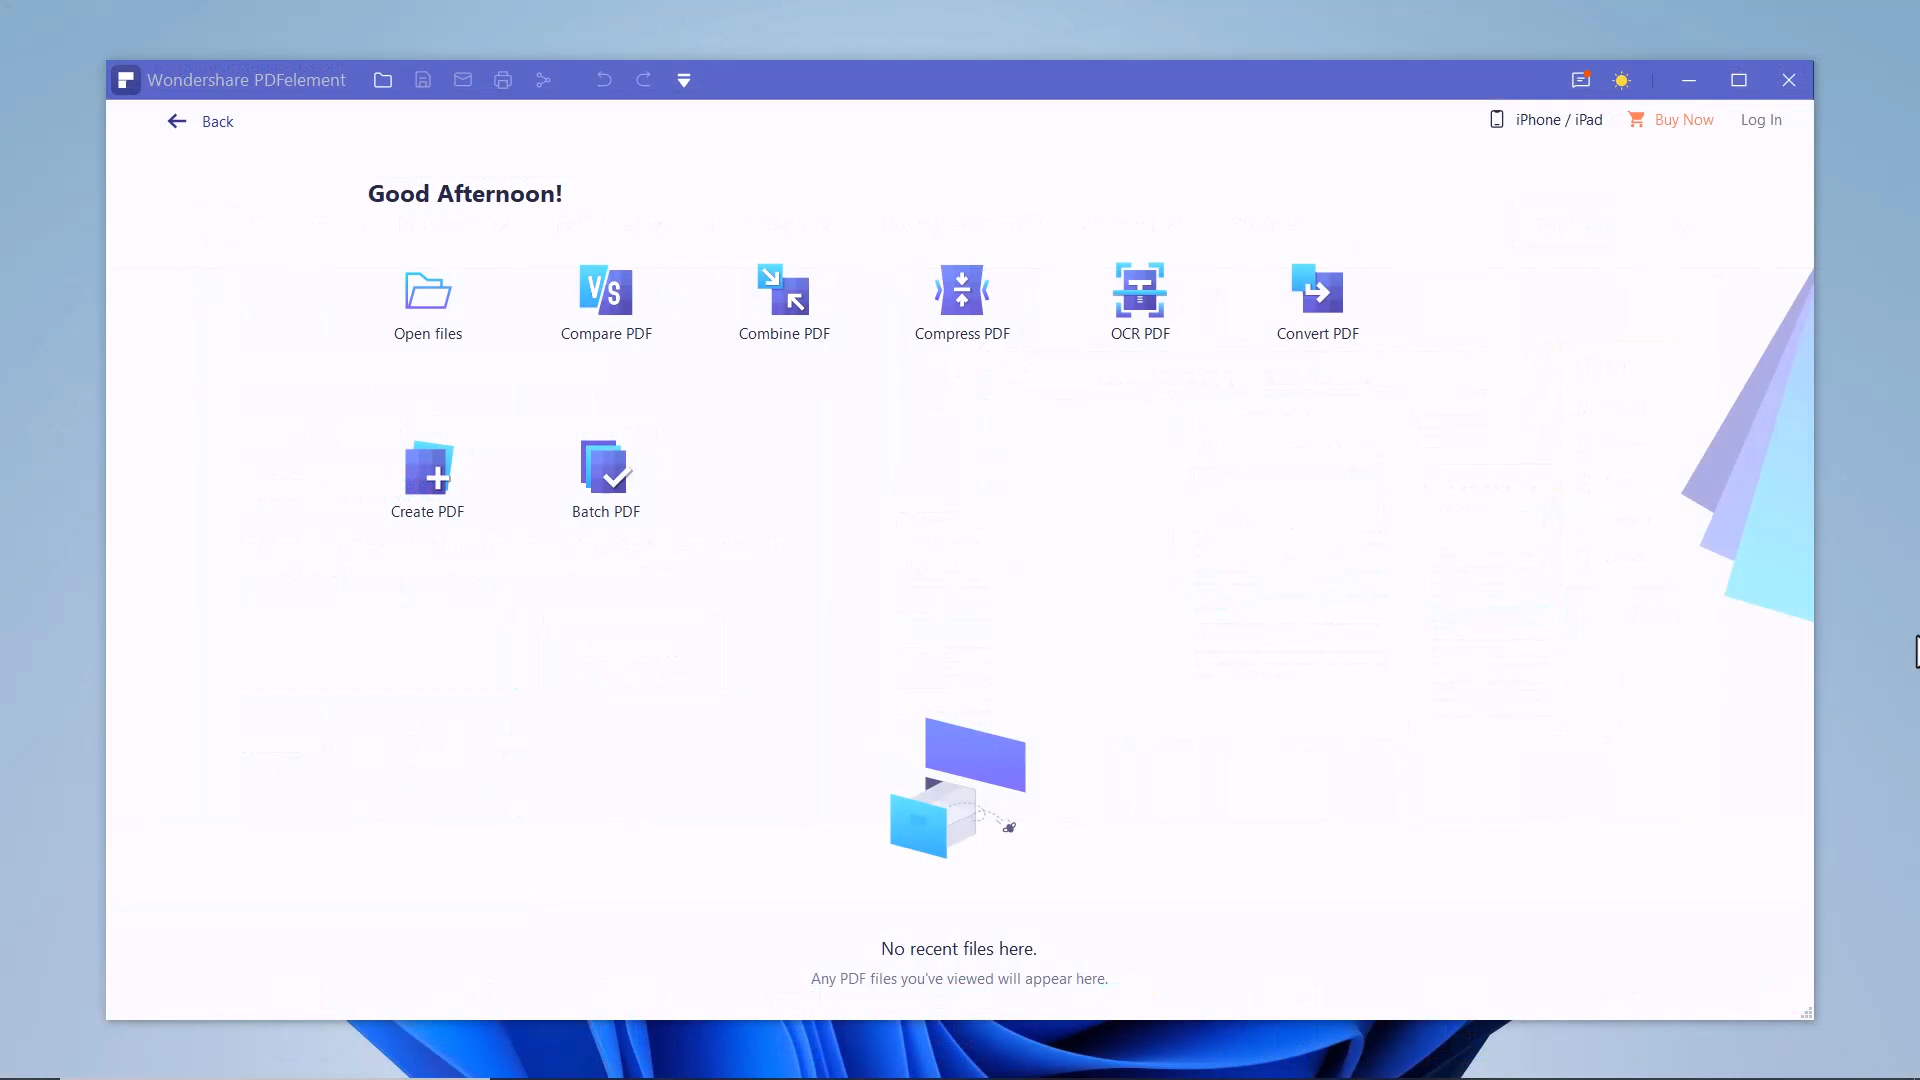 Wondershare PDFelement
Back
iPhone / iPad
Buy Now
Log In
Good Afternoon!
Open files
VS
Compare PDF
Combine PDF
Compress PDF
T
OCR PDF
Convert PDF
Create PDF
Batch PDF
No recent files here.
Any PDF files you've viewed will appear here.